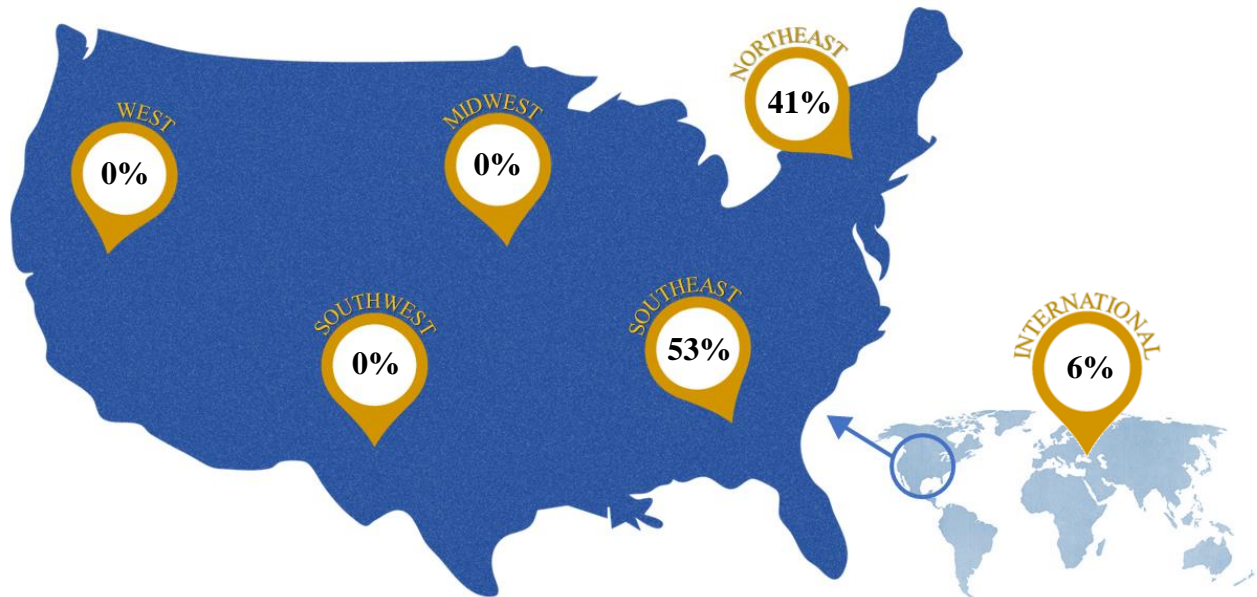 WEST
0%
MIDWEST
0%
NORTHEAST
41%
SOUTHWEST
0%
SOUTHEAST
53%
INTERNATIONAL
6%